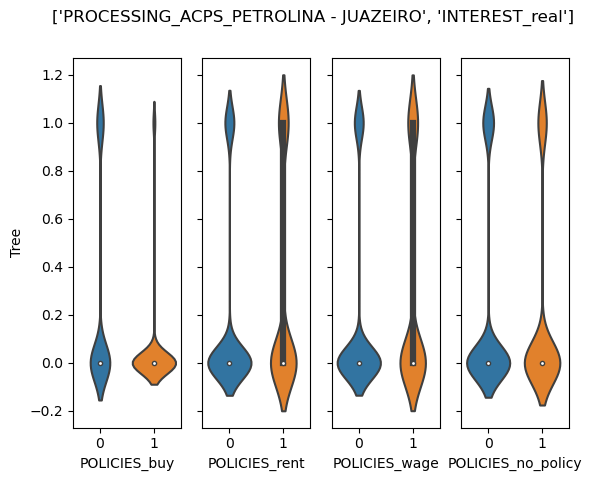 ['PROCESSING_ACPS_PETROLINA - JUAZEIRO', 'INTEREST_real']
Tree
1.2
1.0
0.8
0.6
0.4
0.2
0.0
−0.2
0 1
POLICIES_buy
0 1
POLICIES_rent
0 1
POLICIES_wage
0 1
POLICIES_no_policy